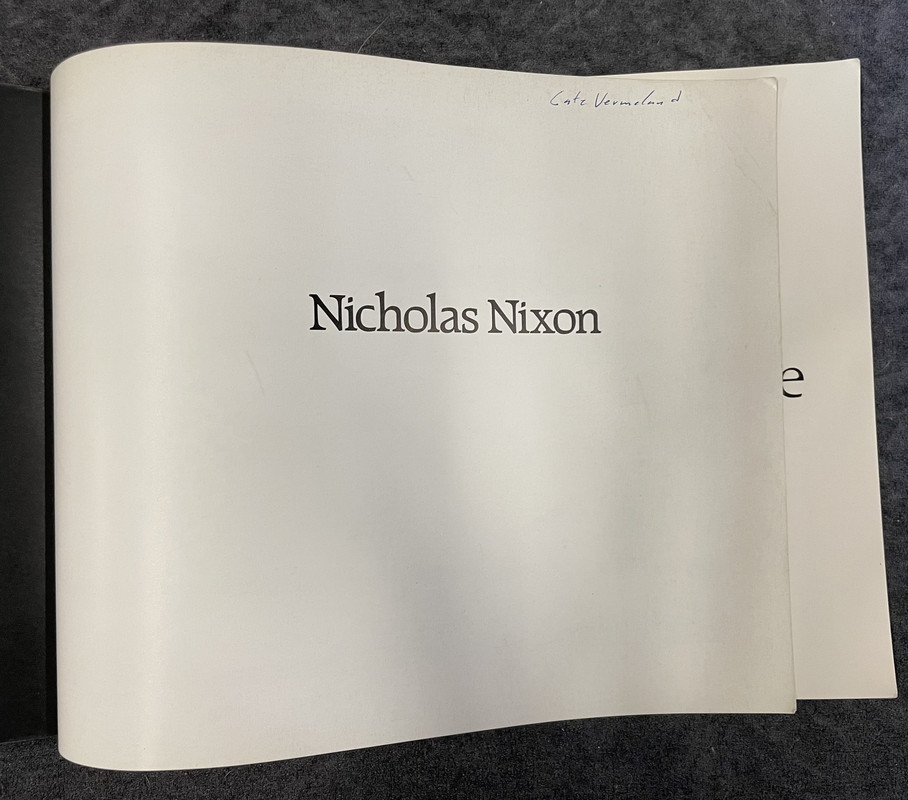 Cate Vermeland
Nicholas Nixon
e